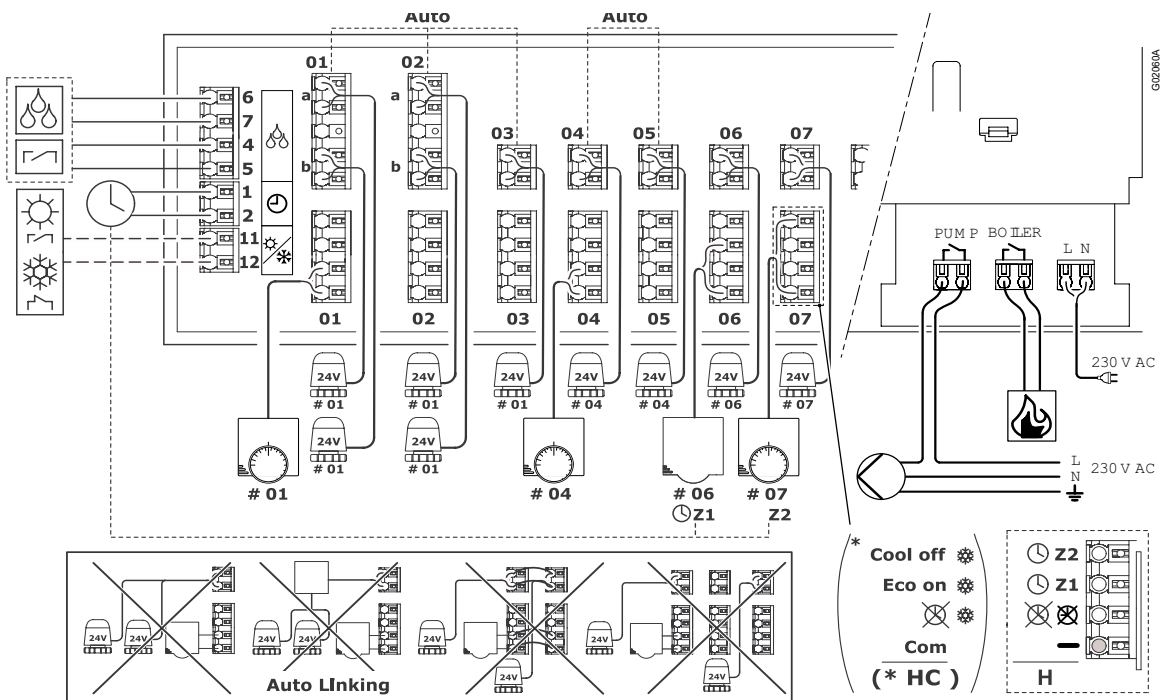 Auto Auto
G02060A
01 02
a a
6
7 03 04 05 06 07
4
b b
5
1
2
11
12
PUMP BOILER L N
01 02 03 04 05 06 07
230 V AC
24V 24V 24V 24V 24V 24V 24V
# 01 # 01 # 01 # 04 # 04 # 06 # 07
24V 24V
# 01 # 01
L
N 230 V AC
# 01 # 04 # 06 # 07
Z1 Z2
*
Cool off Z2
Eco on Z1
Com
(* HC ) H
24V 24V 24V 24V 24V 24V
24V 24V
Auto Linking